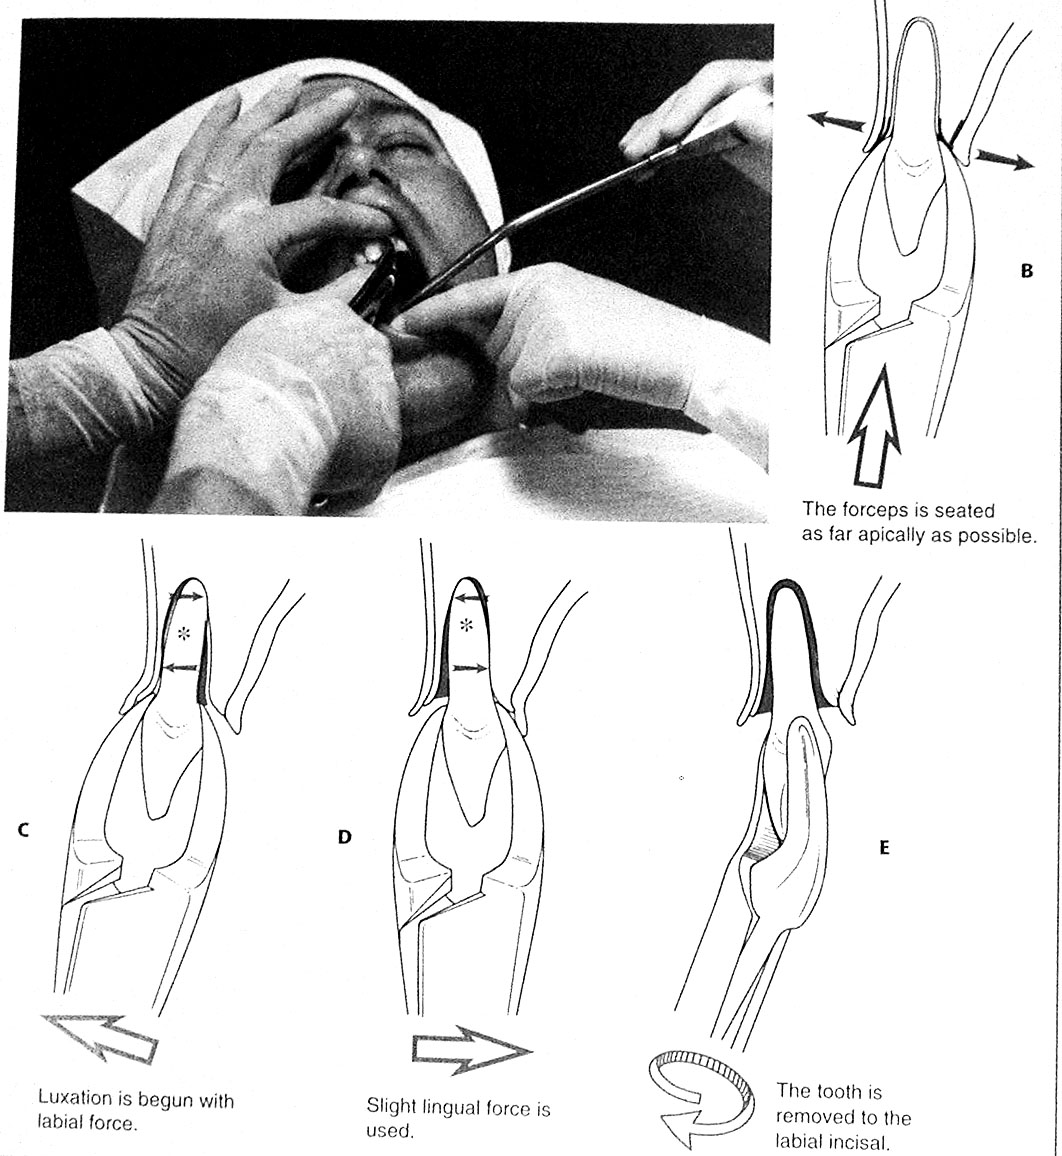 B
The forceps is seated
as far apically as possible.
C
D
E
Luxation is begun with
labial force.
Slight lingual force is
used.
The tooth is
removed to the
labial incisal.